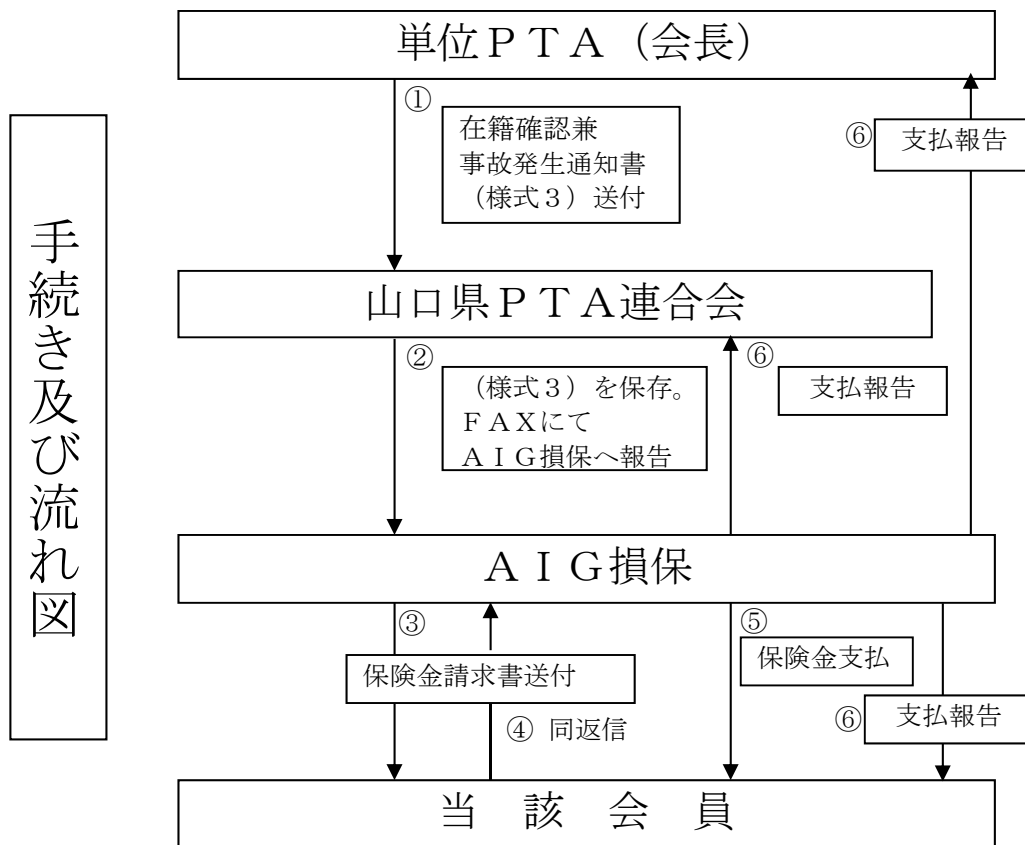 手続き及び流れ図
単位ＰＴＡ（会長）
①
在籍確認兼
事故発生通知書
（様式３）送付
⑥
支払報告
山口県ＰＴＡ連合会
②
（様式３）を保存。
ＦＡＸにて
ＡＩＧ損保へ報告
⑥
支払報告
ＡＩＧ損保
③
保険金請求書送付
④ 同返信
⑤
保険金支払
⑥
支払報告
当　該　会　員